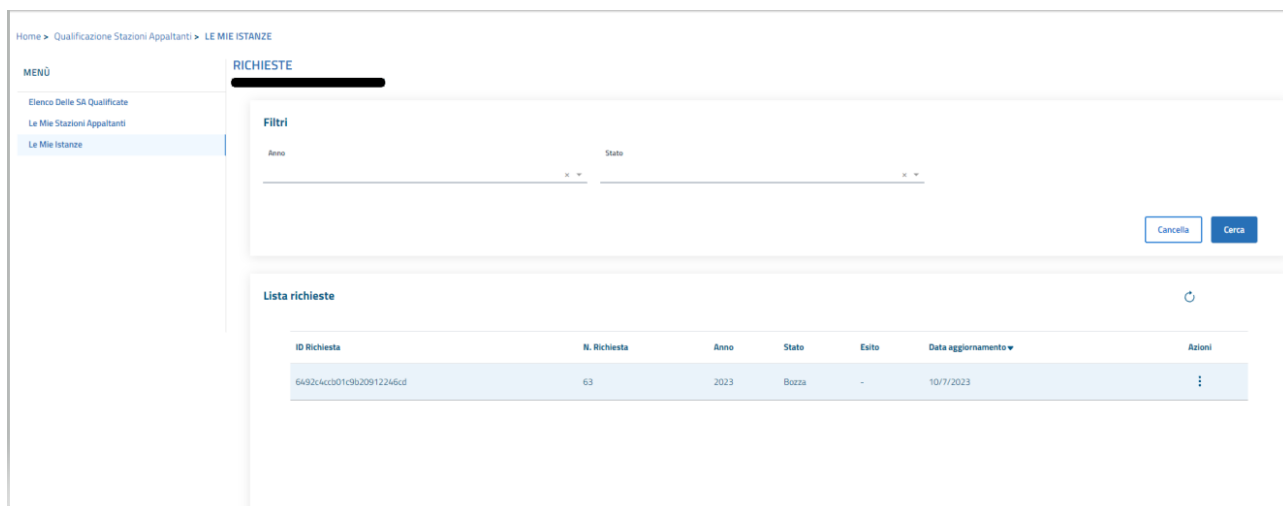 Home > Qualificazione Stazioni Appaltanti > LE MIE ISTANZE
MENÙ
Elenco Delle SA Qualificate
Le Mie Stazioni Appaltanti
Le Mie Istanze
RICHIESTE
Filtri
Anno Stato
× ×
Cancella Cerca
Lista richieste
ID Richiesta N. Richiesta Anno Stato Esito Data aggiornamento Azioni
6492c4ccb01c9b20912246cd 63 2023 Bozza - 10/7/2023